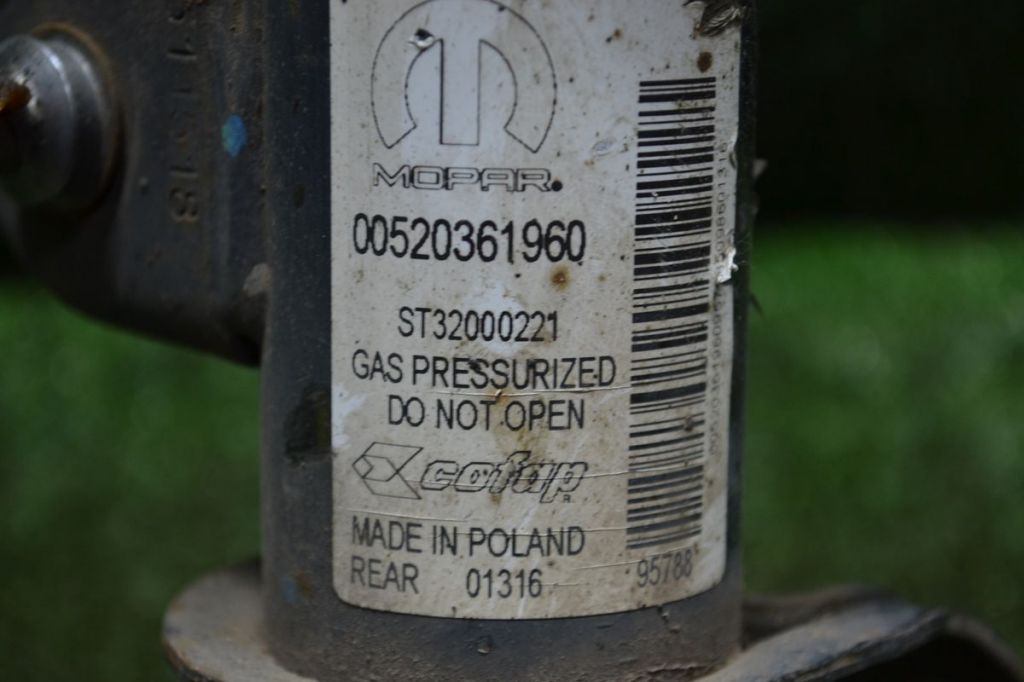 MOPAR.
00520361960
ST32000221
GAS PRESSURIZED
DO NOT OPEN
cofap
R
MADE IN POLAND
REAR 01316
95788